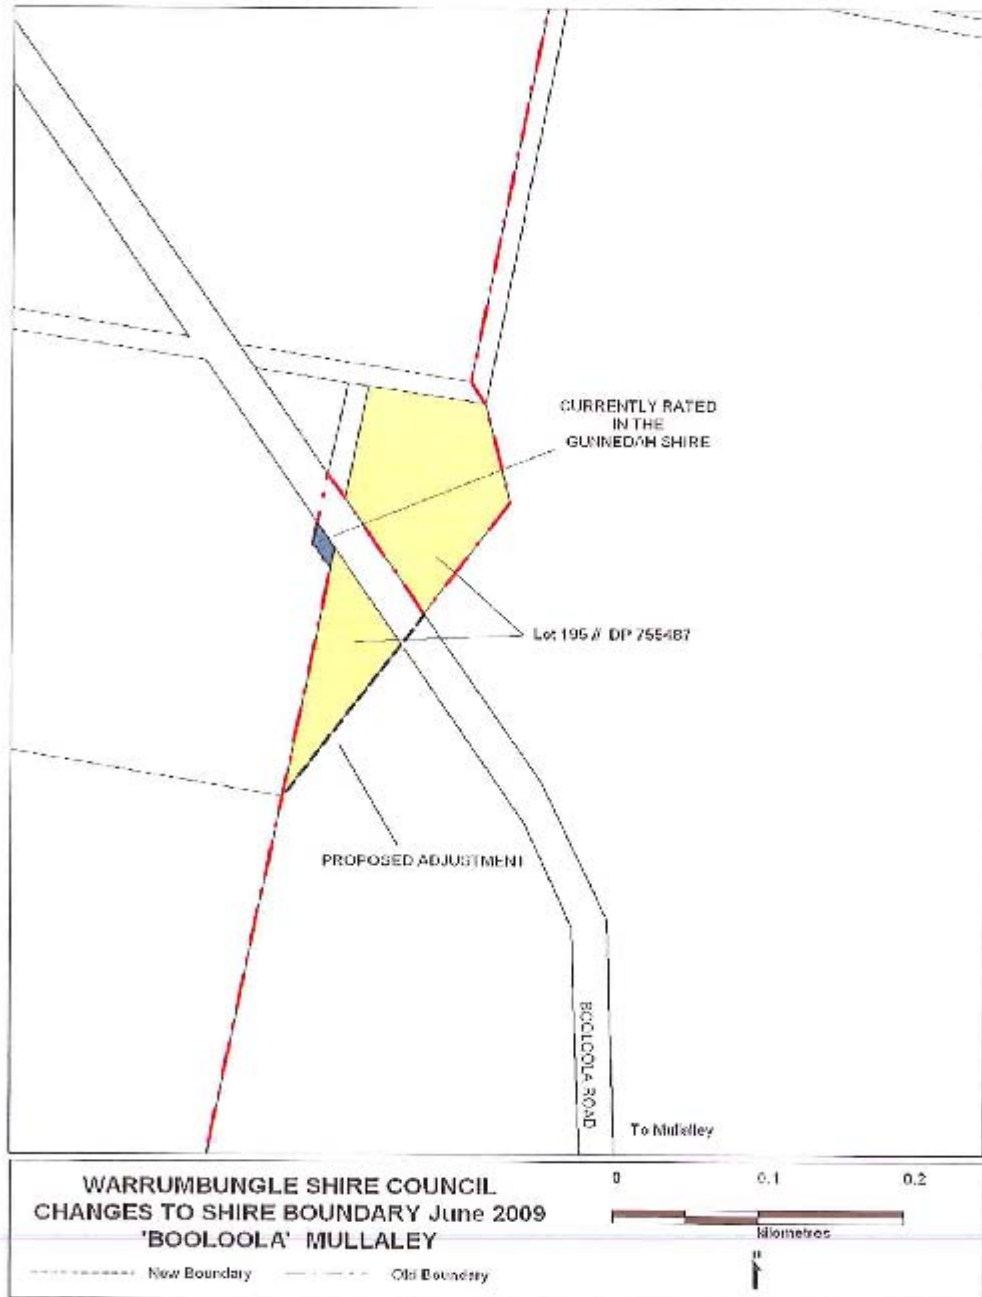 CURRENTLY RATED
IN THE
GUNNEDAH SHIRE
Lot 195 // DP 755487
PROPOSED ADJUSTMENT
BOOLOOLA ROAD
To Mullalley
WARRUMBUNGLE SHIRE COUNCIL
CHANGES TO SHIRE BOUNDARY June 2009
'BOOLOOLA' MULLALEY
New Boundary Old Boundary
0 0.1 0.2
kilometres